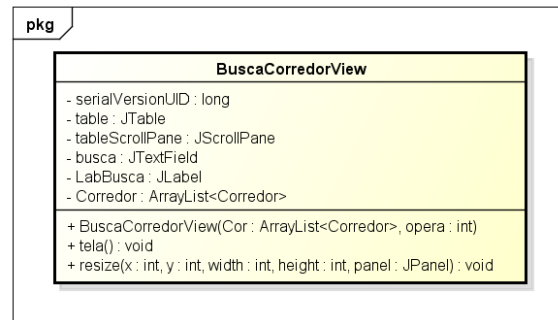 pkg
BuscaCorredorView
- serialVersionUID : long
- table : JTable
- tableScrollPane : JScrollPane
- busca : JTextField
- LabBusca : JLabel
- Corredor : ArrayList<Corredor>
+ BuscaCorredorView(Cor : ArrayList<Corredor>, opera : int)
+ tela() : void
+ resize(x : int, y : int, width : int, height : int, panel : JPanel) : void